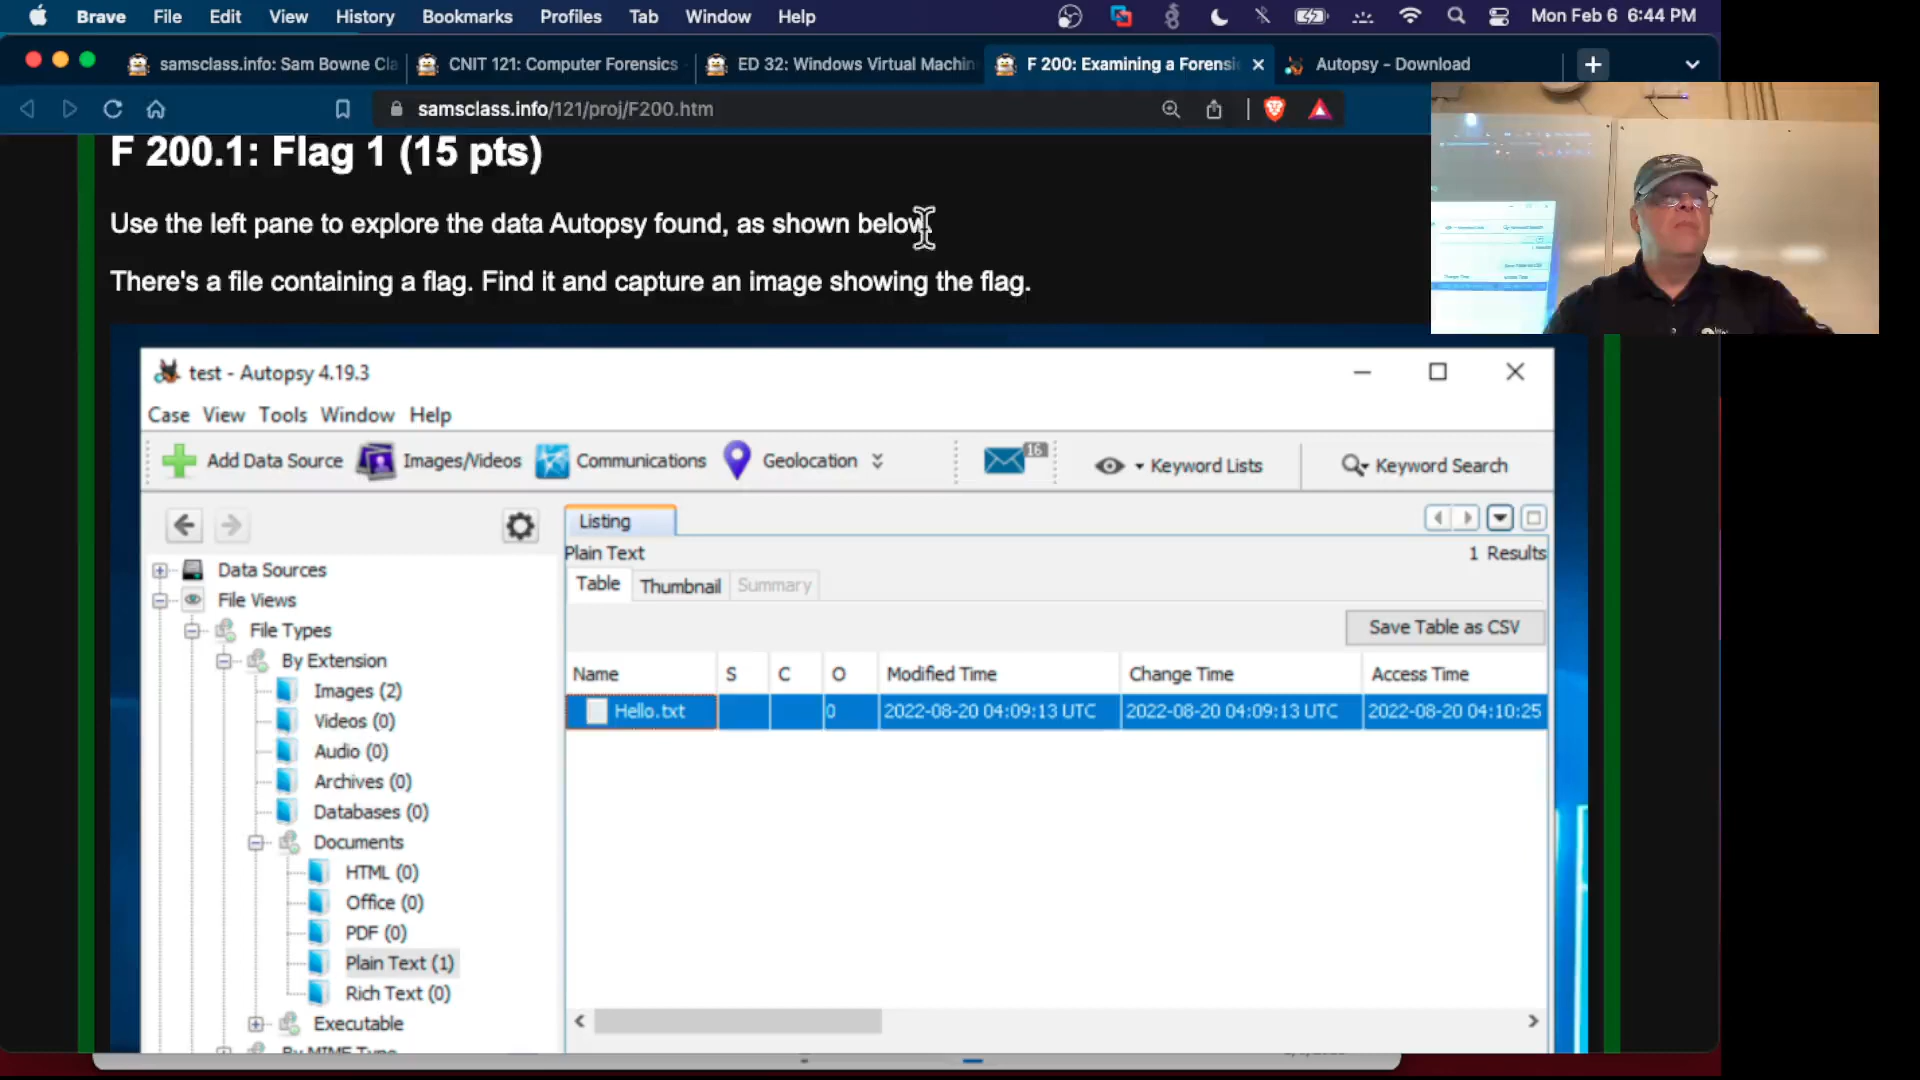 Brave File Edit View History Bookmarks Profiles Tab Window Help Mon Feb 6 6:44 PM
samsclass.info: Sam Bowne Cla CNIT 121: Computer Forensics ED 32: Windows Virtual Machin F 200: Examining a Forensi Autopsy - Download
samsclass.info/121/proj/F200.htm
F 200.1: Flag 1 (15 pts)
Use the left pane to explore the data Autopsy found, as shown below.
There's a file containing a flag. Find it and capture an image showing the flag.
test - Autopsy 4.19.3
Case View Tools Window Help
Add Data Source Images/Videos Communications Geolocation 16 Keyword Lists Keyword Search
Listing
Plain Text 1 Results
Table Thumbnail Summary
Save Table as CSV
Name S C O Modified Time Change Time Access Time
Hello.txt 0 2022-08-20 04:09:13 UTC 2022-08-20 04:09:13 UTC 2022-08-20 04:10:25
Data Sources
File Views
File Types
By Extension
Images (2)
Videos (0)
Audio (0)
Archives (0)
Databases (0)
Documents
HTML (0)
Office (0)
PDF (0)
Plain Text (1)
Rich Text (0)
Executable
By MIME Type